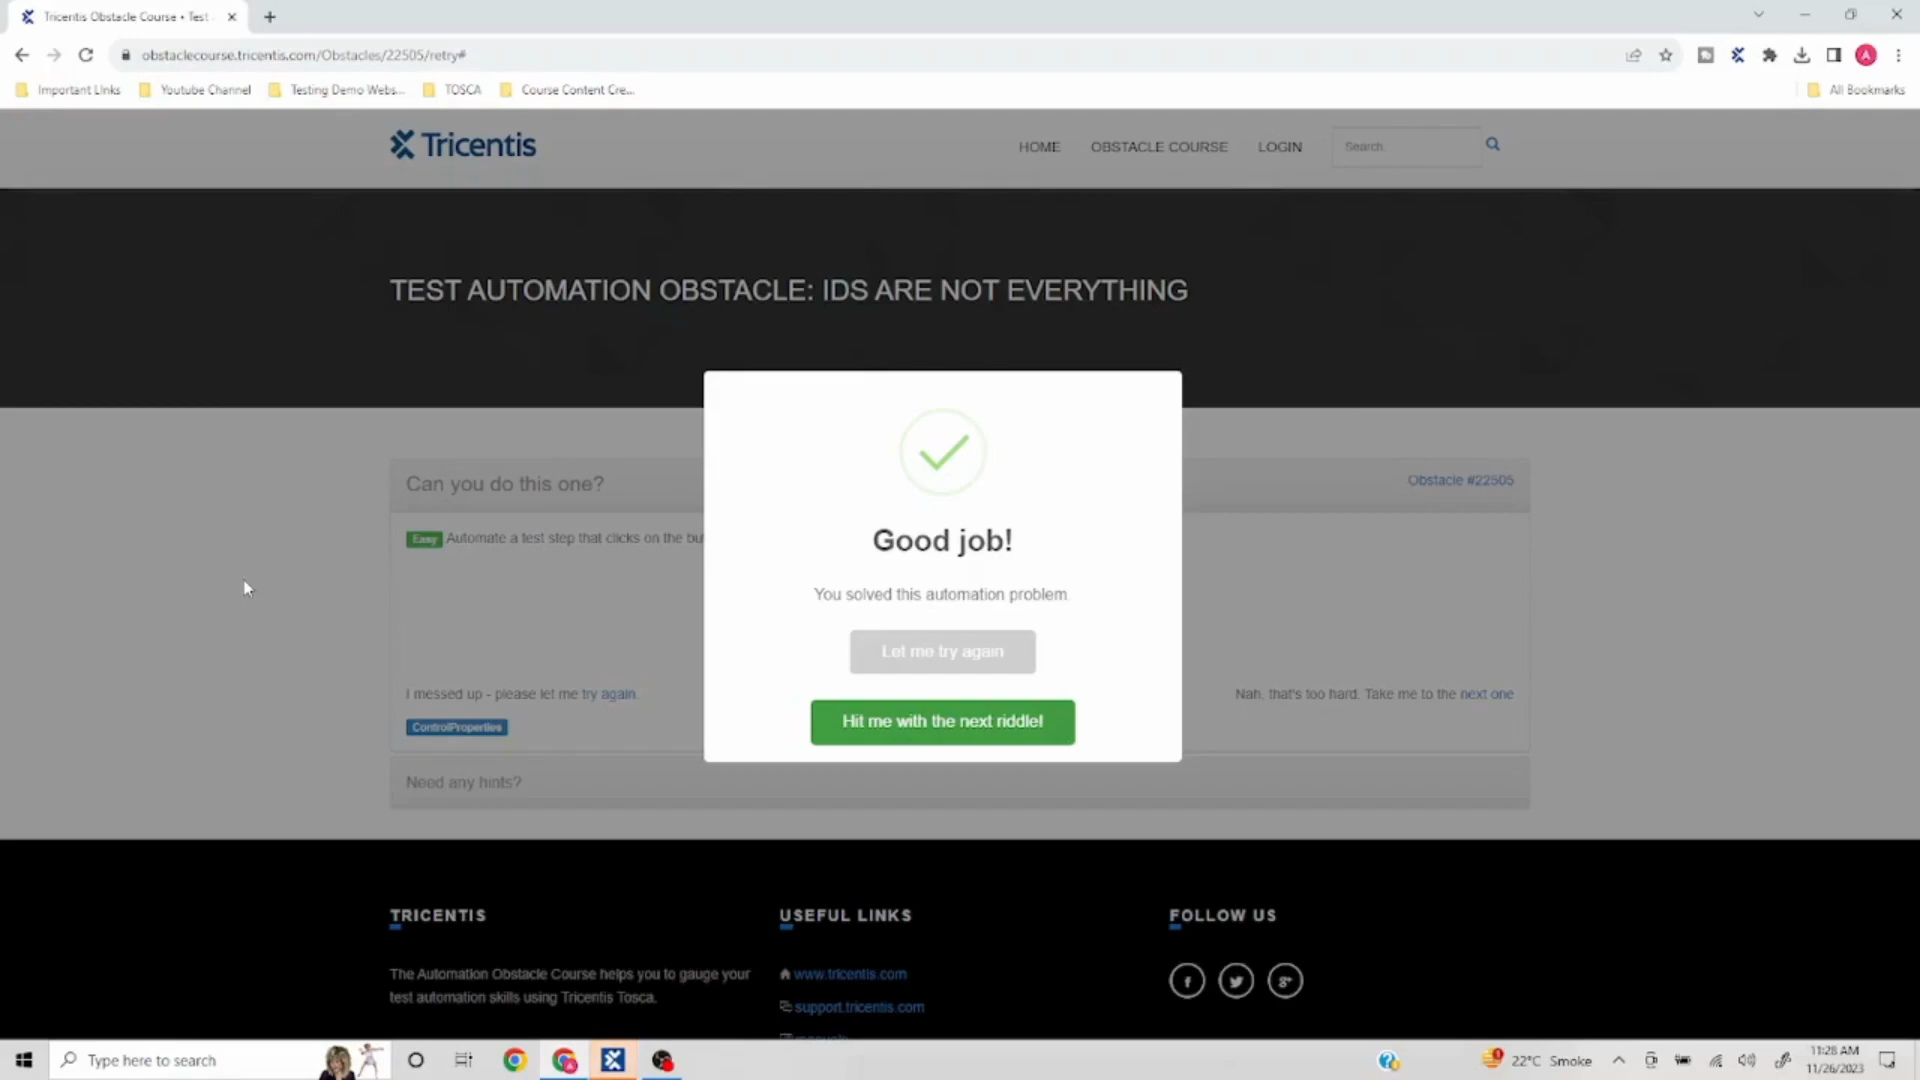 Tricentis Obstacle Course • Test
obstaclecourse.tricentis.com/Obstacles/22505/retry#
A
Important Links
Youtube Channel
Testing Demo Webs...
TOSCA
Course Content Cre...
All Bookmarks
Tricentis
HOME
OBSTACLE COURSE
LOGIN
Search
TEST AUTOMATION OBSTACLE: IDS ARE NOT EVERYTHING
Can you do this one?
Obstacle #22505
Easy Automate a test step that clicks on the bu
Good job!
You solved this automation problem.
Let me try again
Hit me with the next riddle!
I messed up - please let me try again.
Nah, that's too hard. Take me to the next one
ControlProperties
Need any hints?
TRICENTIS
USEFUL LINKS
FOLLOW US
The Automation Obstacle Course helps you to gauge your
test automation skills using Tricentis Tosca.
www.tricentis.com
support.tricentis.com
Type here to search
22°C Smoke
11:28 AM
11/26/2023